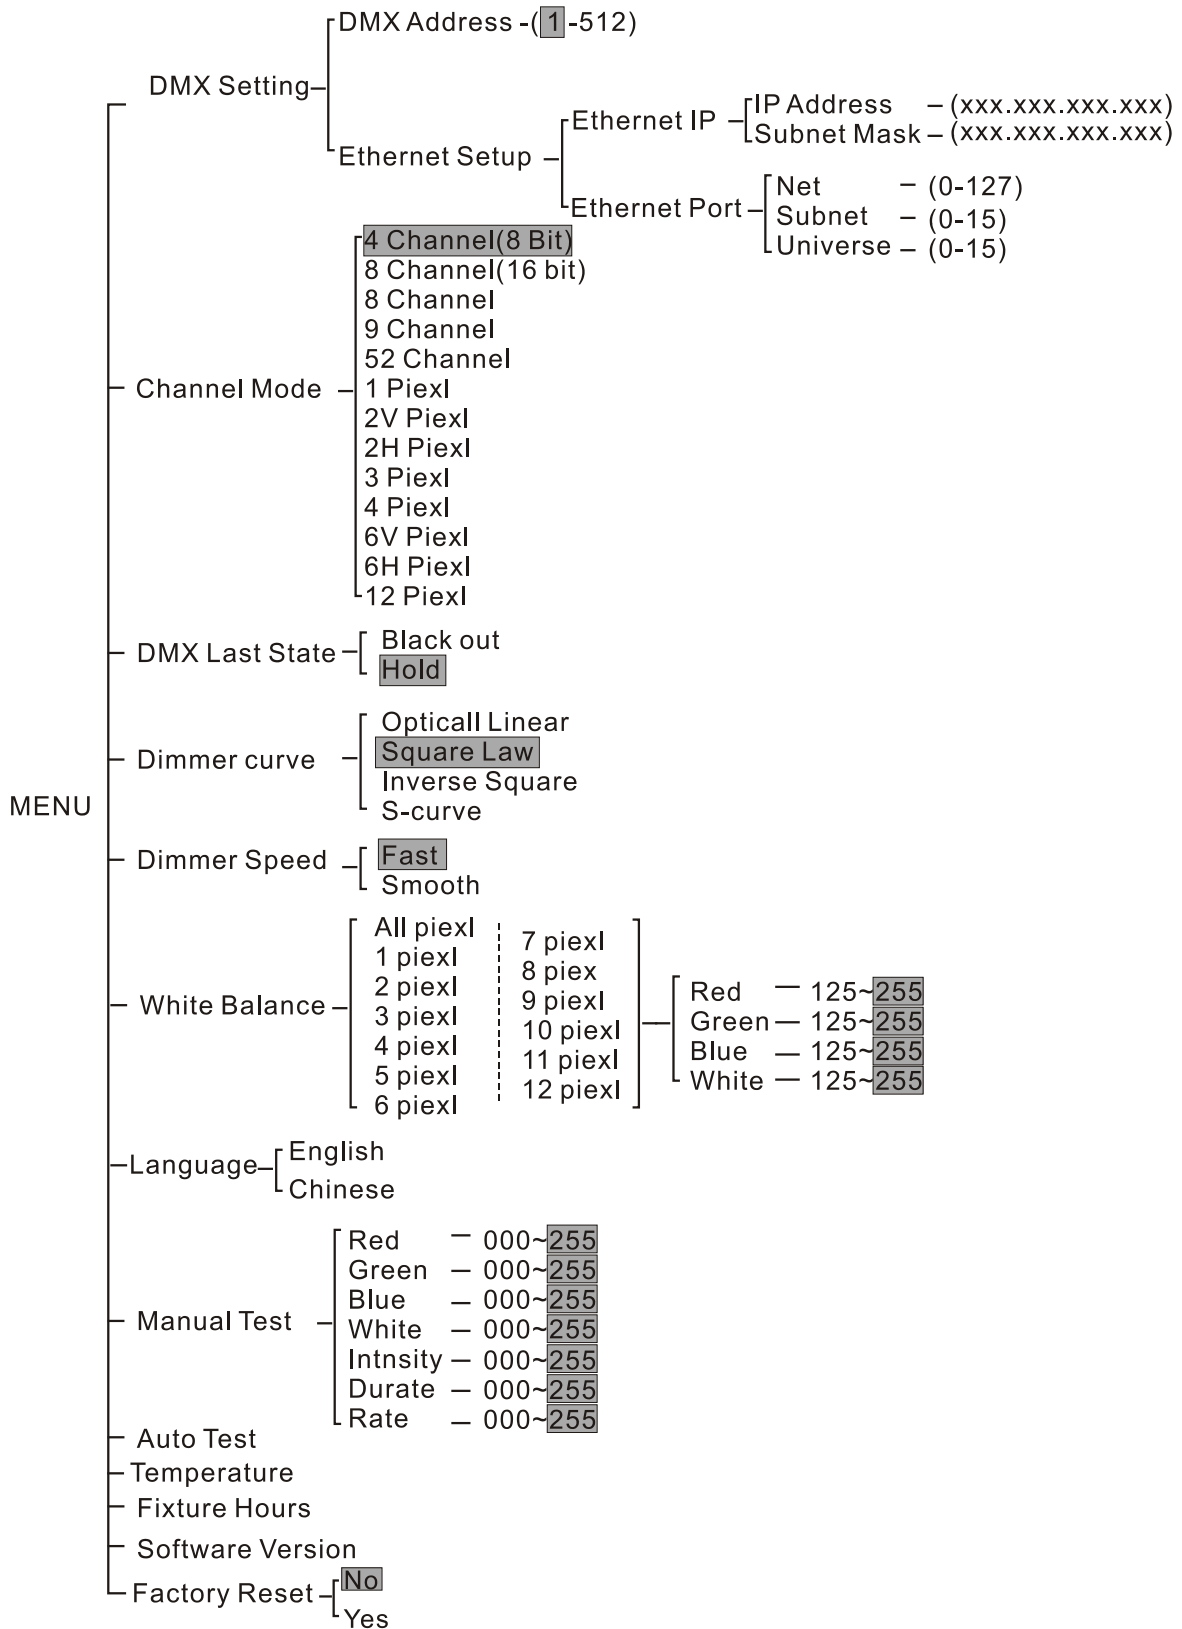 DMX Address -(1-512)
DMX Setting
Ethernet IP
IP Address – (xxx.xxx.xxx.xxx)
Subnet Mask – (xxx.xxx.xxx.xxx)
Ethernet Setup
Ethernet Port
Net – (0-127)
Subnet – (0-15)
Universe – (0-15)
4 Channel(8 Bit)
8 Channel(16 bit)
8 Channel
9 Channel
52 Channel
Channel Mode
1 Piexl
2V Piexl
2H Piexl
3 Piexl
4 Piexl
6V Piexl
6H Piexl
12 Piexl
DMX Last State
Black out
Hold
Dimmer curve
Opticall Linear
Square Law
Inverse Square
S-curve
MENU
Dimmer Speed
Fast
Smooth
White Balance
All piexl
1 piexl
2 piexl
3 piexl
4 piexl
5 piexl
6 piexl
7 piexl
8 piex
9 piexl
10 piexl
11 piexl
12 piexl
Red — 125~255
Green — 125~255
Blue — 125~255
White — 125~255
Language
English
Chinese
Manual Test
Red — 000~255
Green — 000~255
Blue — 000~255
White — 000~255
Intnsity — 000~255
Durate — 000~255
Rate — 000~255
Auto Test
Temperature
Fixture Hours
Software Version
Factory Reset
No
Yes